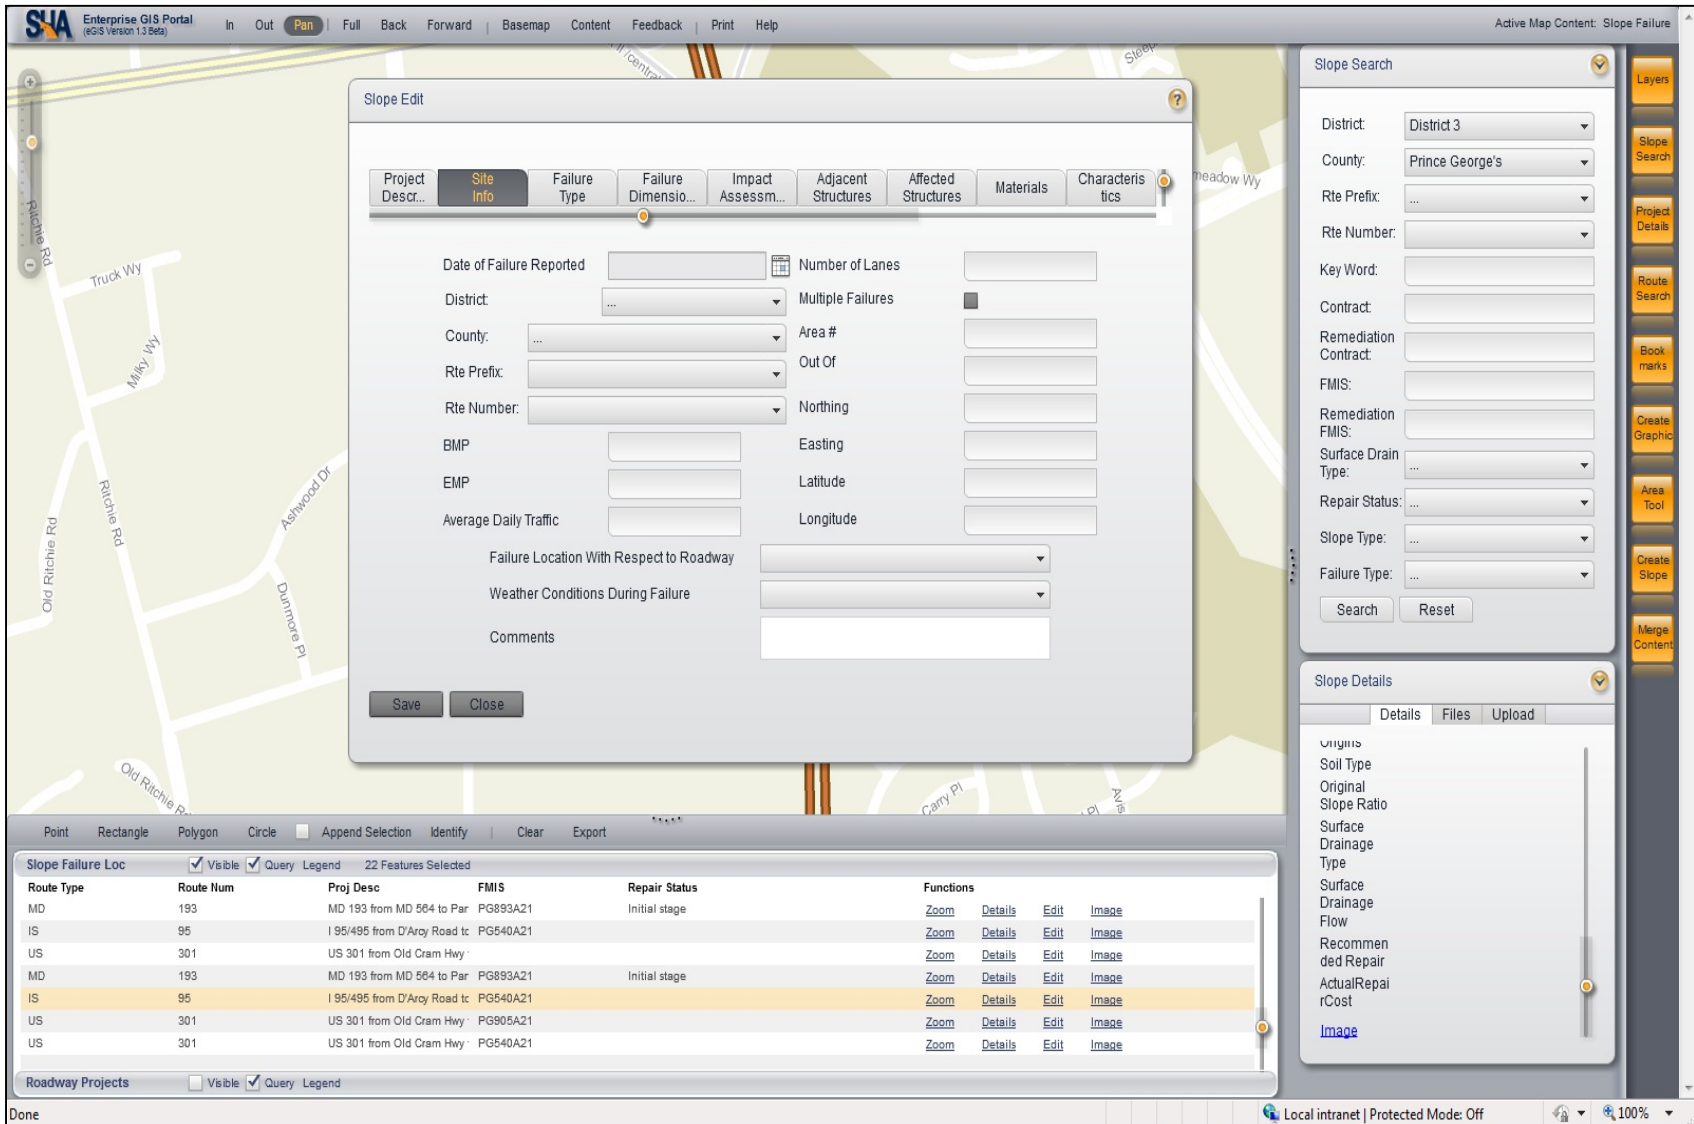 SHA Enterprise GIS Portal
(eGIS Version 1.3 Beta)
In Out Pan | Full Back Forward | Basemap Content Feedback | Print Help
Active Map Content: Slope Failure
Ritchie Rd
Truck Wy
Milky Wy
Ashwood Dr
Ritchie Rd
Old Ritchie Rd
Dunmore Pl
Old Ritchie R
Carry Pl
Pl
Avis
Steep
meadow Wy
Slope Edit
?
Project Descr...
Site Info
Failure Type
Failure Dimensio...
Impact Assessm...
Adjacent Structures
Affected Structures
Materials
Characteris tics
Date of Failure Reported
Number of Lanes
District: ...
Multiple Failures
County: ...
Area #
Rte Prefix:
Out Of
Rte Number:
Northing
BMP
Easting
EMP
Latitude
Average Daily Traffic
Longitude
Failure Location With Respect to Roadway
Weather Conditions During Failure
Comments
Save Close
Slope Search
District: District 3
County: Prince George's
Rte Prefix: ...
Rte Number:
Key Word:
Contract:
Remediation
Contract:
FMIS:
Remediation
FMIS:
Surface Drain
Type: ...
Repair Status: ...
Slope Type: ...
Failure Type: ...
Search Reset
Layers
Slope
Search
Project
Details
Route
Search
Book
marks
Create
Graphic
Area
Tool
Create
Slope
Merge
Content
Slope Details
Details Files Upload
Origins
Soil Type
Original
Slope Ratio
Surface
Drainage
Type
Surface
Drainage
Flow
Recommen
ded Repair
ActualRepai
rCost
Image
Point Rectangle Polygon Circle Append Selection Identify | Clear Export
Slope Failure Loc Visible Query Legend 22 Features Selected
Route Type Route Num Proj Desc FMIS Repair Status Functions
MD 193 MD 193 from MD 564 to Par PG893A21 Initial stage Zoom Details Edit Image
IS 95 I 95/495 from D'Arcy Road tc PG540A21 Zoom Details Edit Image
US 301 US 301 from Old Cram Hwy Zoom Details Edit Image
MD 193 MD 193 from MD 564 to Par PG893A21 Initial stage Zoom Details Edit Image
IS 95 I 95/495 from D'Arcy Road tc PG540A21 Zoom Details Edit Image
US 301 US 301 from Old Cram Hwy PG905A21 Zoom Details Edit Image
US 301 US 301 from Old Cram Hwy PG540A21 Zoom Details Edit Image
Roadway Projects Visible Query Legend
Done
Local intranet | Protected Mode: Off
100%